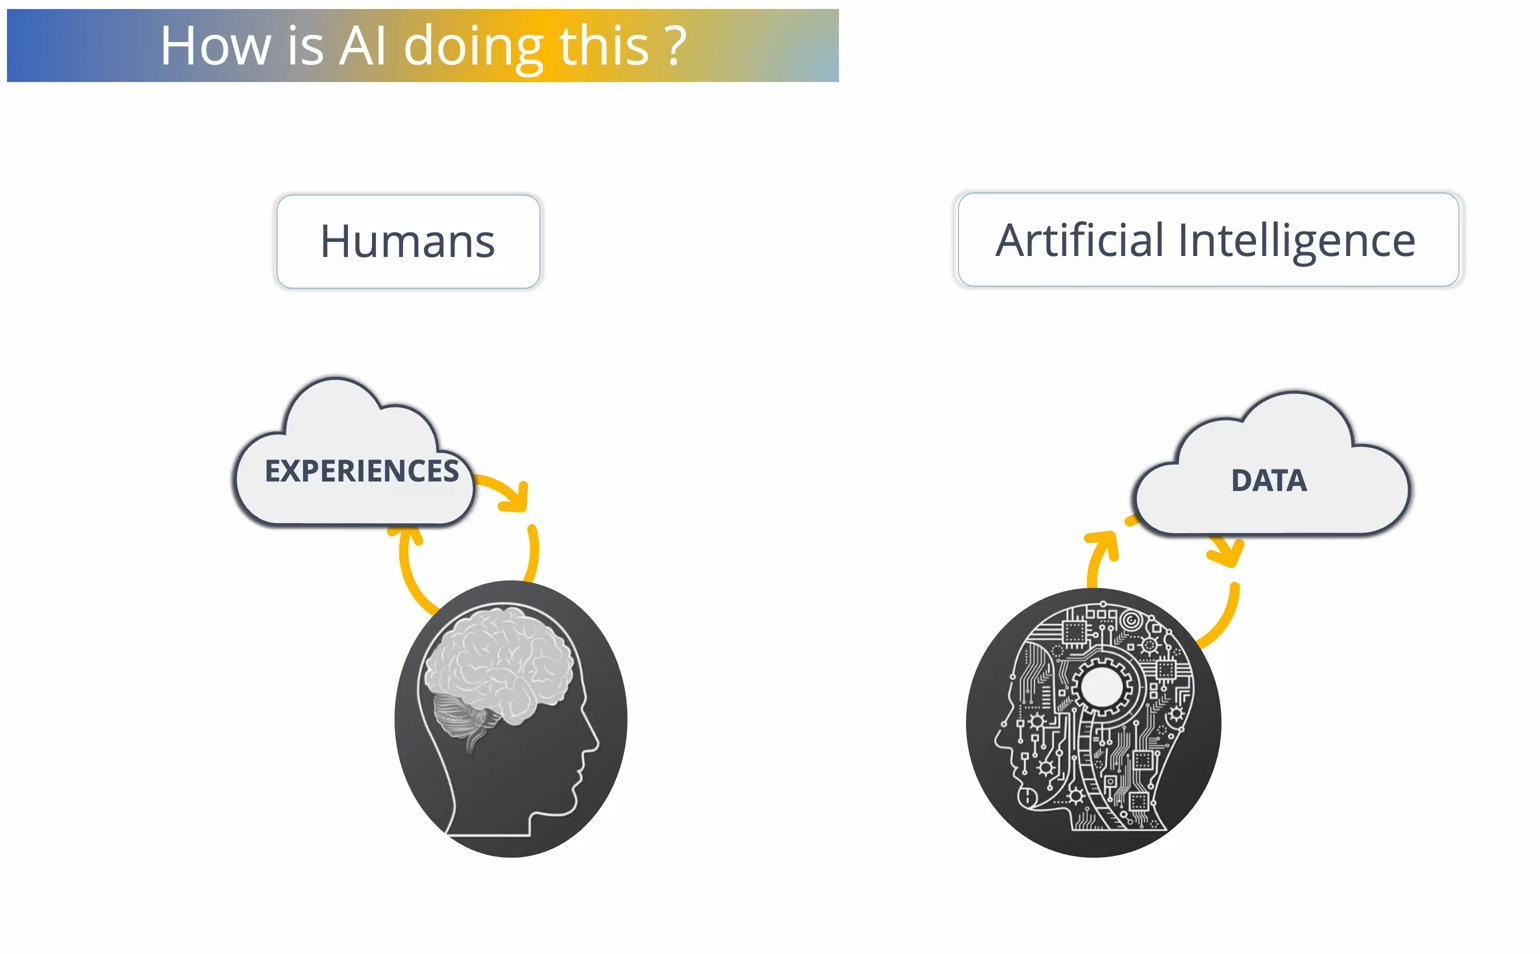 How is AI doing this ?
Humans
Artificial Intelligence
EXPERIENCES
DATA